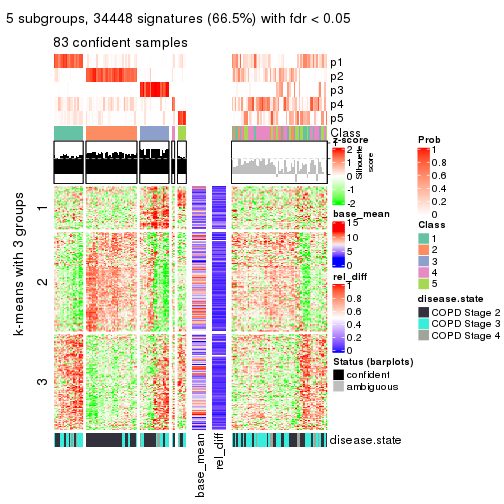 5 subgroups, 34448 signatures (66.5%) with fdr < 0.05
83 confident samples
p1
p2
p3
p4
p5
Class
z-score
2
1
0
-1
-2
Silhouette
score
base_mean
15
10
5
0
rel_diff
1
0.8
0.6
0.4
0.2
0
Status (barplots)
confident
ambiguous
Prob
1
0.8
0.6
0.4
0.2
0
Class
1
2
3
4
5
disease.state
COPD Stage 2
COPD Stage 3
COPD Stage 4
k-means with 3 groups
1
2
3
disease.state
base_mean
rel_diff